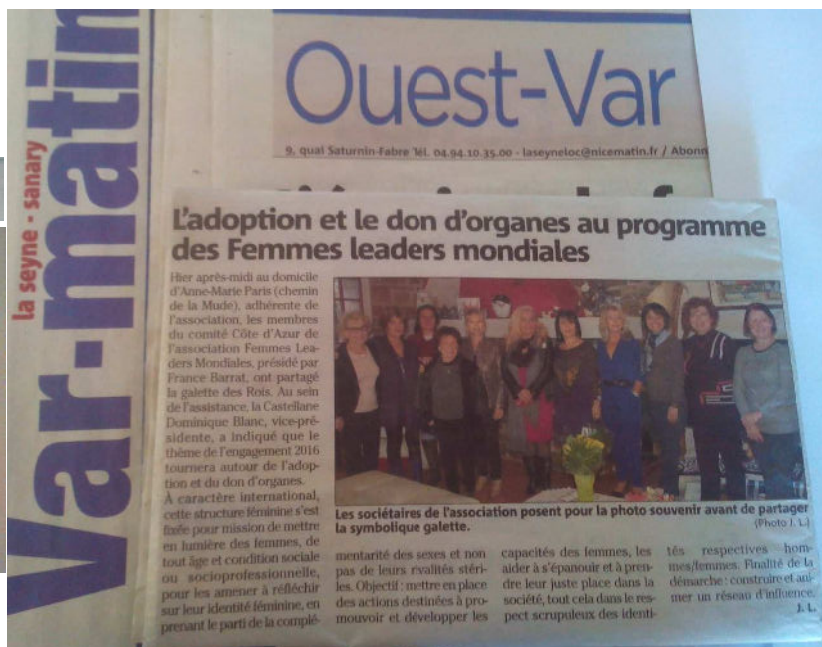 la seyne - sanary
Var-matin
Ouest-Var
9, quai Saturnin-Fabre Tél. 04.94.10.35.00 - laseyneloc@nicematin.fr / Abonn
L'adoption et le don d'organes au programme
des Femmes leaders mondiales
Hier après-midi au domicile
d'Anne-Marie Paris (chemin
de la Mude), adhérente de
l'association, les membres
du comité Côte d'Azur de
l'association Femmes Lea-
ders Mondiales, présidé par
France Barrat, ont partagé
la galette des Rois. Au sein
de l'assistance, la Castellane
Dominique Blanc, vice-pré-
sidente, a indiqué que le
thème de l'engagement 2016
tournera autour de l'adop-
tion et du don d'organes.
À caractère international,
cette structure féminine s'est
fixée pour mission de mettre
en lumière des femmes, de
tout âge et condition sociale
ou socioprofessionnelle,
pour les amener à réfléchir
sur leur identité féminine, en
prenant le parti de la complé-
Les sociétaires de l'association posent pour la photo souvenir avant de partager
la symbolique galette.
(Photo J. L.)
mentarité des sexes et non
pas de leurs rivalités stéri-
les. Objectif : mettre en place
des actions destinées à pro-
mouvoir et développer les
capacités des femmes, les
aider à s'épanouir et à pren-
dre leur juste place dans la
société, tout cela dans le res-
pect scrupuleux des identi-
tés respectives hom-
mes/femmes. Finalité de la
démarche : construire et ani-
mer un réseau d'influence.
J. L.